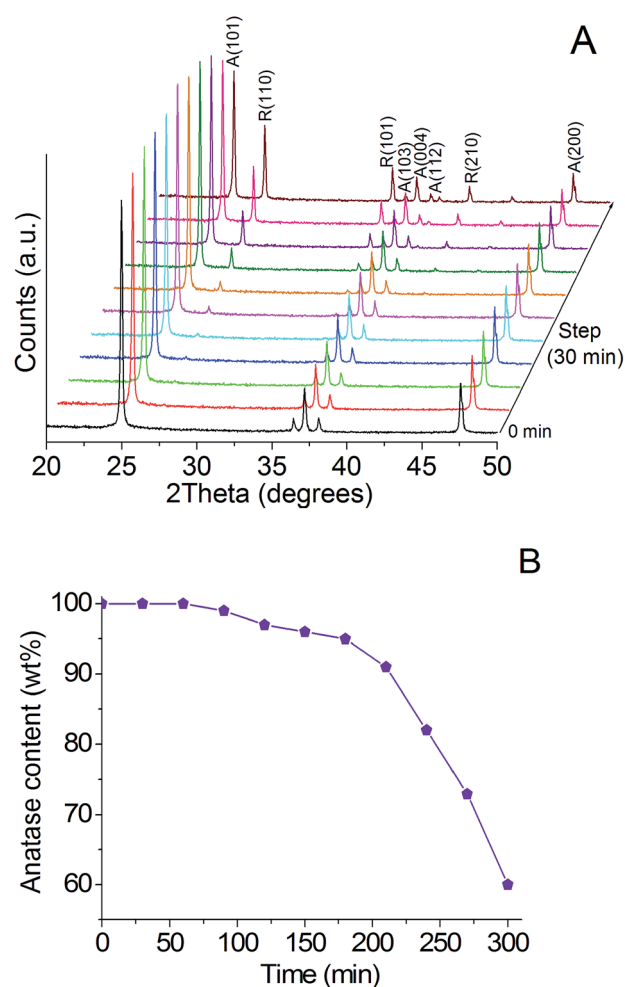 A
A(101)
R(110)
R(101)
A(103)
A(004)
A(112)
R(210)
A(200)
Counts (a.u.)
Step
(30 min)
0 min
20 25 30 35 40 45 50
2Theta (degrees)
B
100
90
80
70
60
Anatase content (wt%)
0 50 100 150 200 250 300
Time (min)